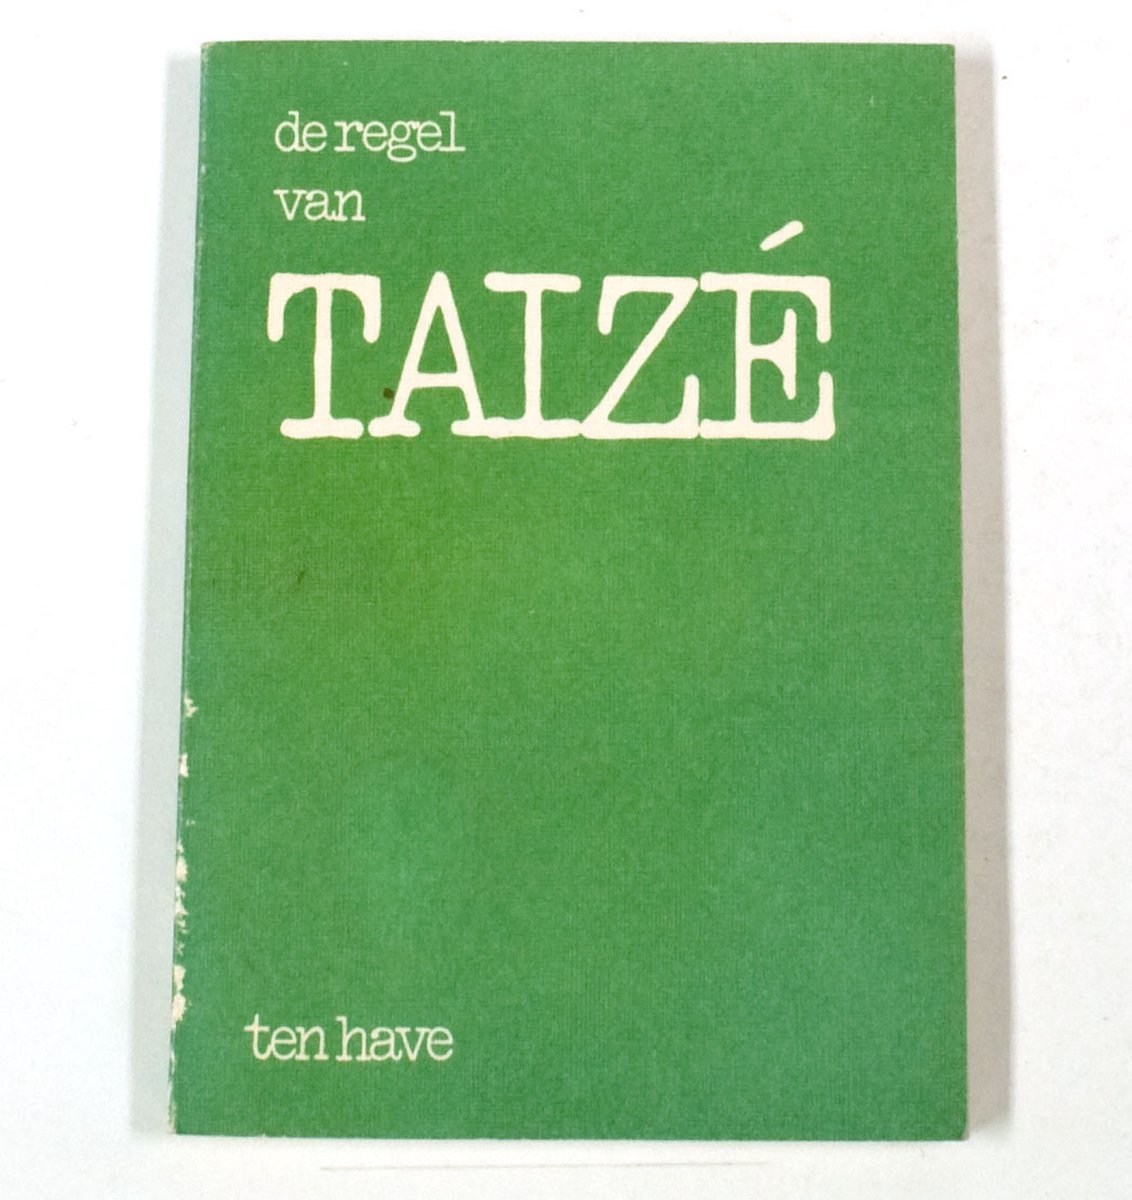 de regel
van
TAIZÉ
ten have